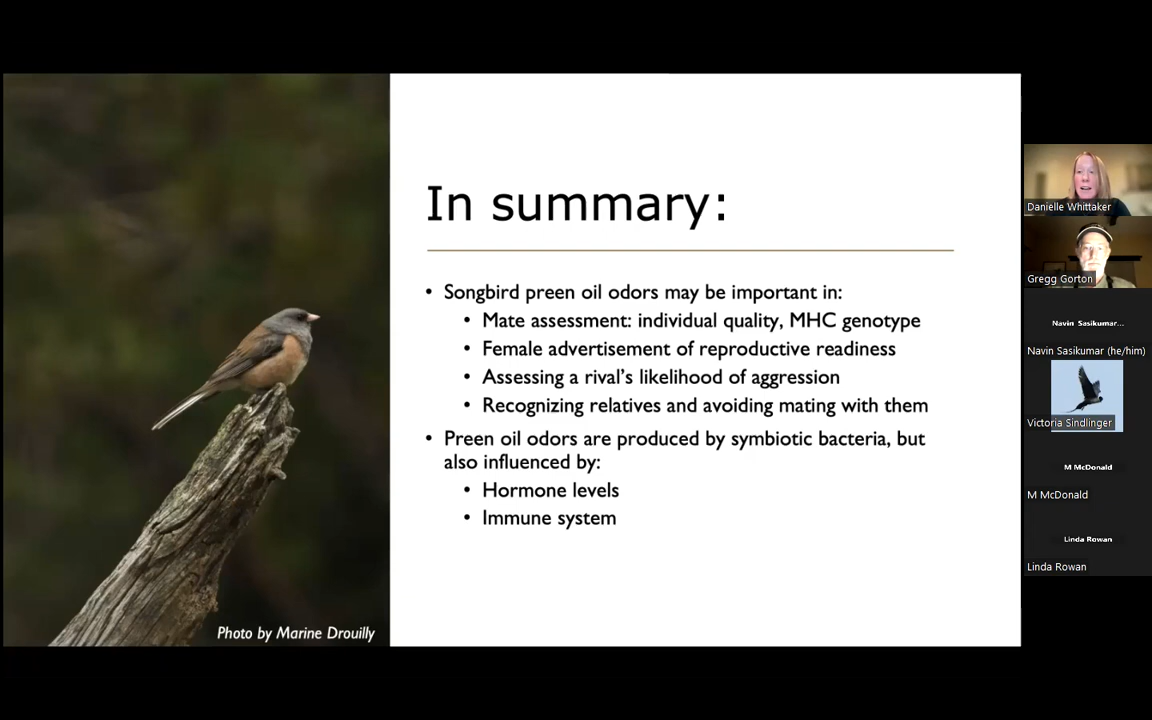 In summary:
• Songbird preen oil odors may be important in:
• Mate assessment: individual quality, MHC genotype
• Female advertisement of reproductive readiness
• Assessing a rival's likelihood of aggression
• Recognizing relatives and avoiding mating with them
• Preen oil odors are produced by symbiotic bacteria, but
also influenced by:
• Hormone levels
• Immune system
Photo by Marine Drouilly
Danielle Whittaker
Gregg Gorton
Navin Sasikumar...
Navin Sasikumar (he/him)
Victoria Sindlinger
M McDonald
M McDonald
Linda Rowan
Linda Rowan